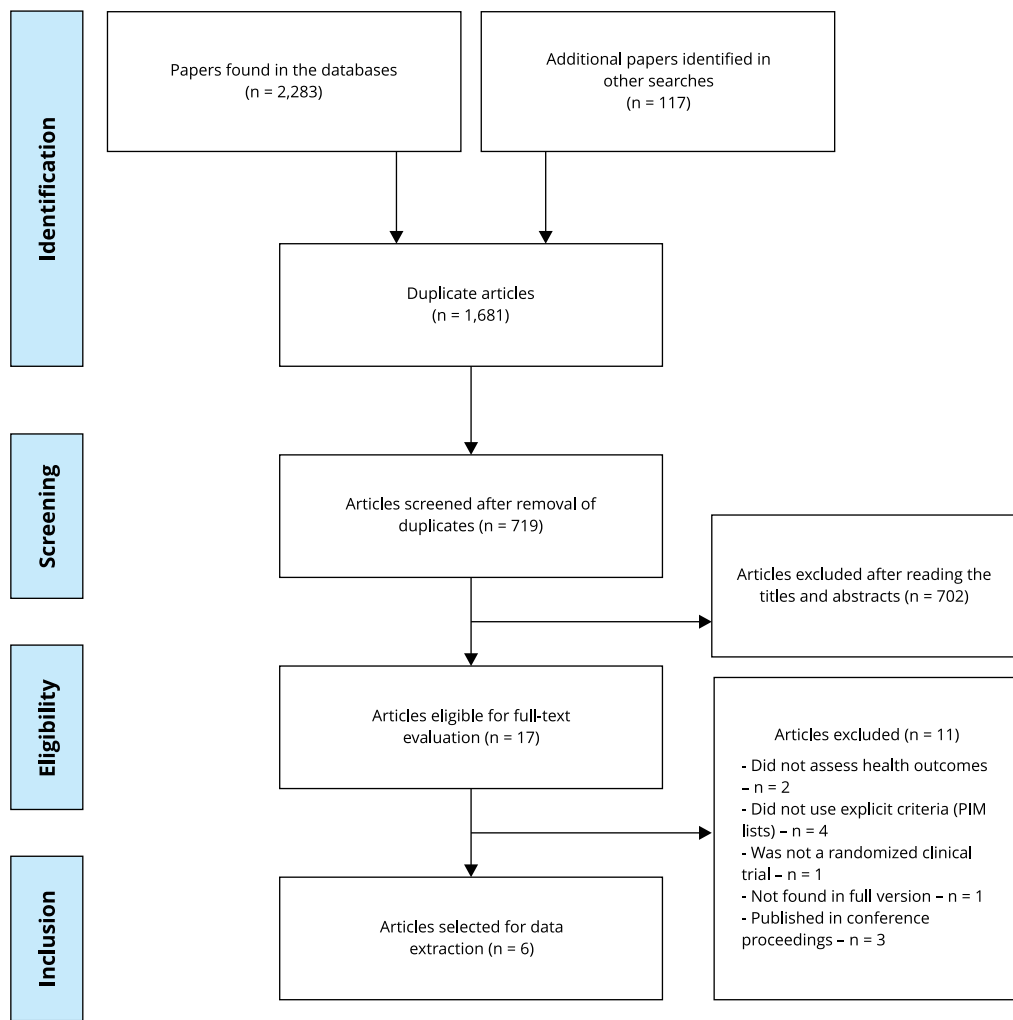 Identification
Papers found in the databases
(n = 2,283)
Additional papers identified in
other searches
(n = 117)
Duplicate articles
(n = 1,681)
Screening
Articles screened after removal of
duplicates (n = 719)
Articles excluded after reading the
titles and abstracts (n = 702)
Eligibility
Articles eligible for full-text
evaluation (n = 17)
Articles excluded (n = 11)
- Did not assess health outcomes
– n = 2
- Did not use explicit criteria (PIM
lists) – n = 4
- Was not a randomized clinical
trial – n = 1
- Not found in full version – n = 1
- Published in conference
proceedings – n = 3
Inclusion
Articles selected for data
extraction (n = 6)